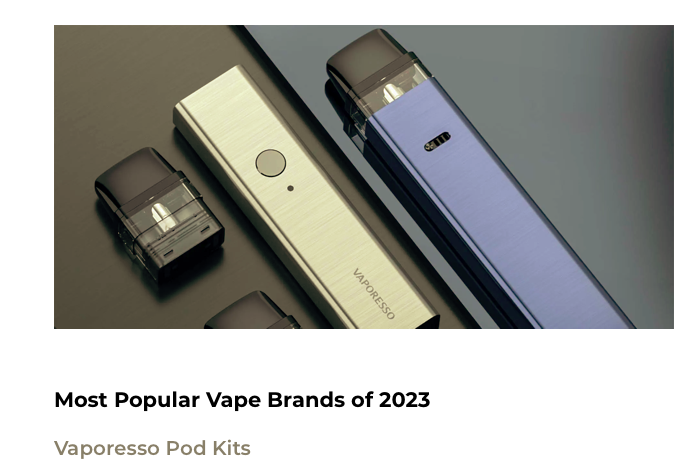 VAPORESSO
Most Popular Vape Brands of 2023
Vaporesso Pod Kits